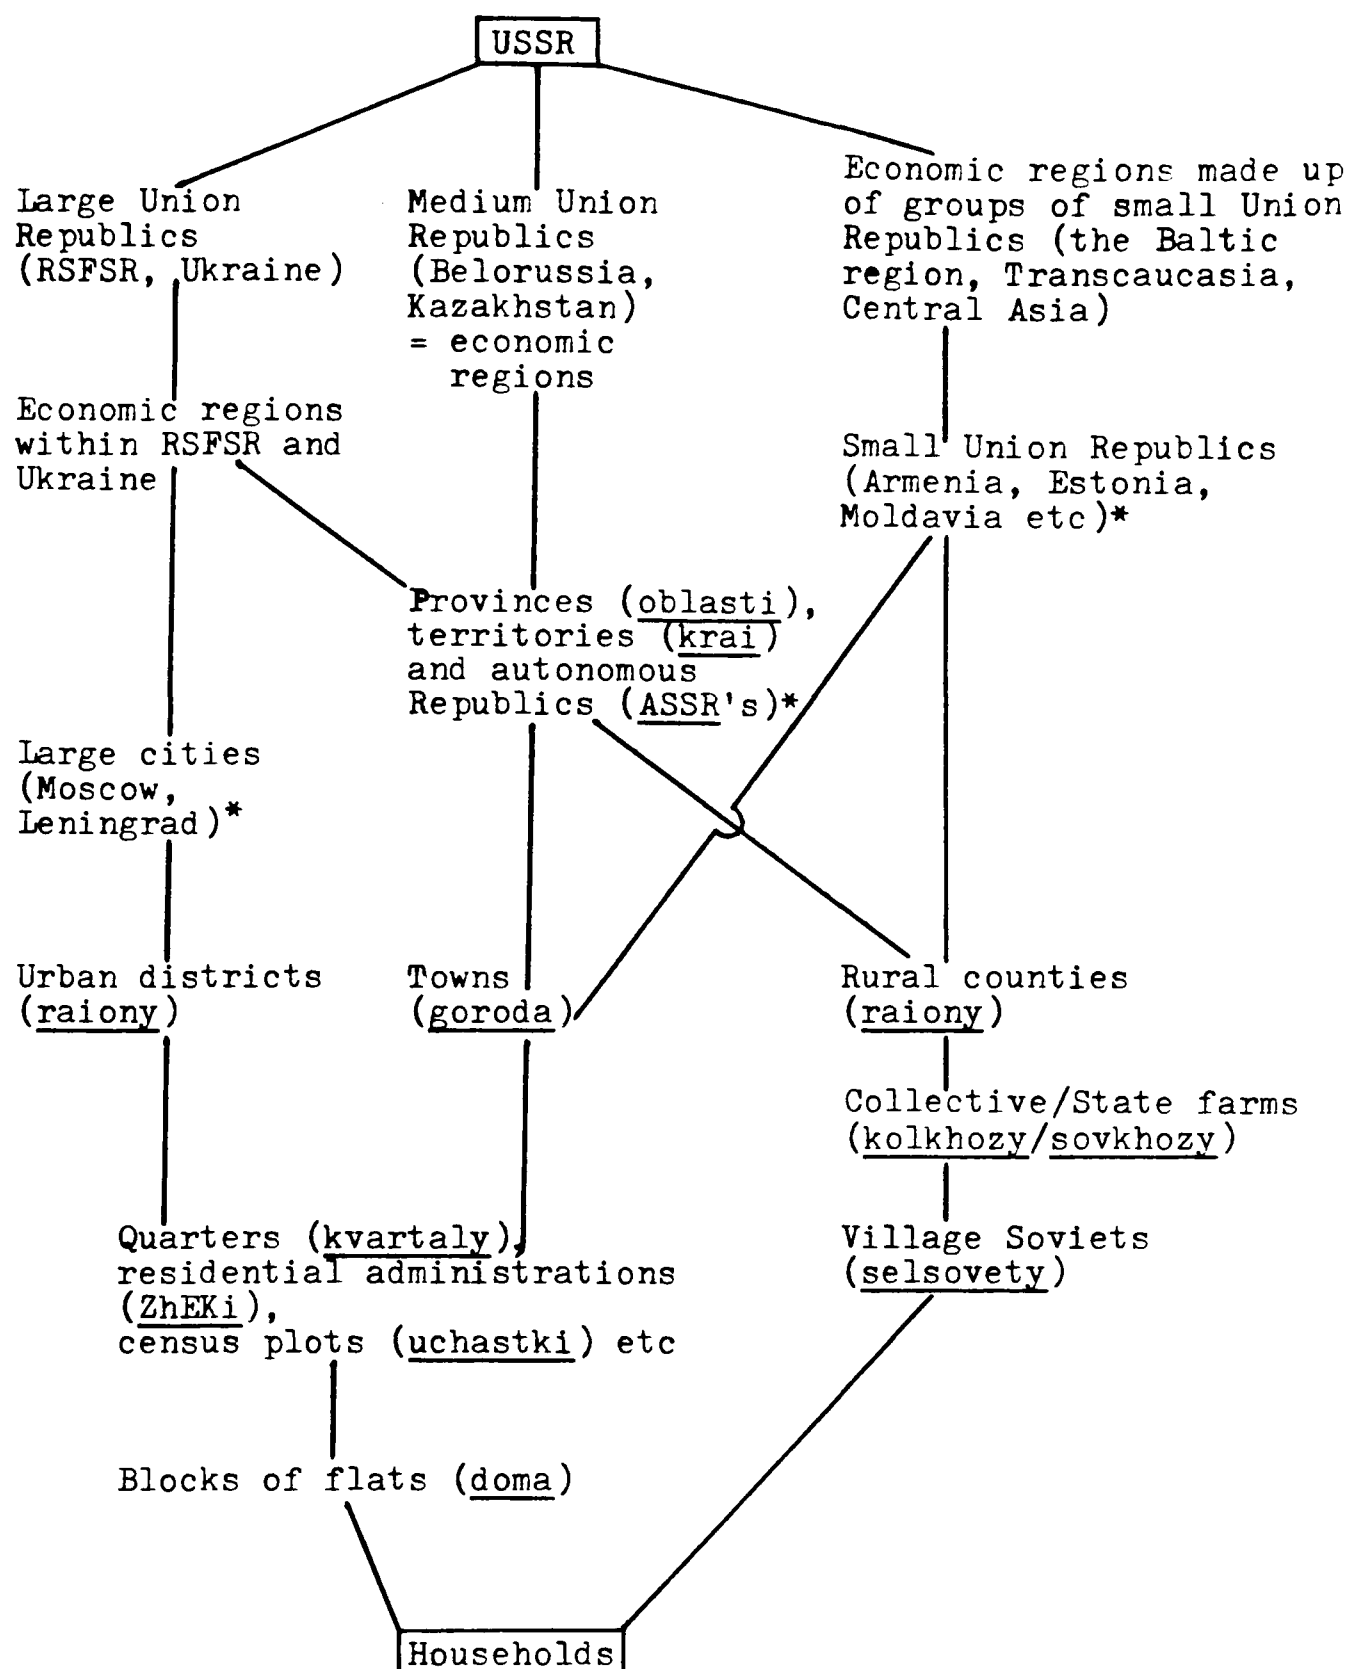 USSR
Large Union
Republics
(RSFSR, Ukraine)
Medium Union
Republics
(Belorussia,
Kazakhstan)
= economic
regions
Economic regions made up
of groups of small Union
Republics (the Baltic
region, Transcaucasia,
Central Asia)
Economic regions
within RSFSR and
Ukraine
Small Union Republics
(Armenia, Estonia,
Moldavia etc)*
Provinces (oblasti),
territories (krai)
and autonomous
Republics (ASSR's)*
Large cities
(Moscow,
Leningrad)*
Urban districts
(raiony)
Towns
(goroda)
Rural counties
(raiony)
Collective/State farms
(kolkhozy/sovkhozy)
Quarters (kvartaly),
residential administrations
(ZhEKi),
census plots (uchastki) etc
Village Soviets
(selsovety)
Blocks of flats (doma)
Households